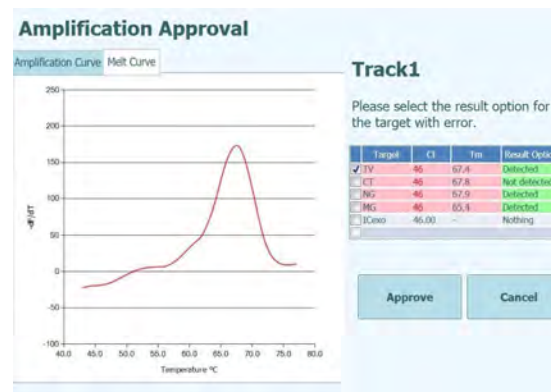 Amplification Approval
Amplification Curve Melt Curve
Track1
Please select the result option for
the target with error.
Target Ct Tm Result Optio
TV 46 67.4 Detected
CT 46 67.8 Not detected
NG 46 67.9 Detected
MG 46 65.4 Detected
ICexo 46.00 - Nothing
Approve Cancel
250
200
150
100
50
0
-50
-100
-dF/dT
40.0 45.0 50.0 55.0 60.0 65.0 70.0 75.0 80.0
Temperature °C